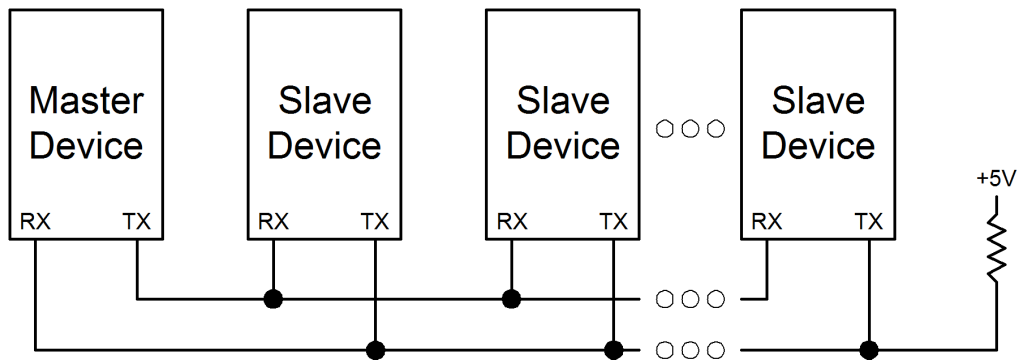 Master
Device
Slave
Device
Slave
Device
Slave
Device
RX TX
RX TX
RX TX
RX TX
+5V